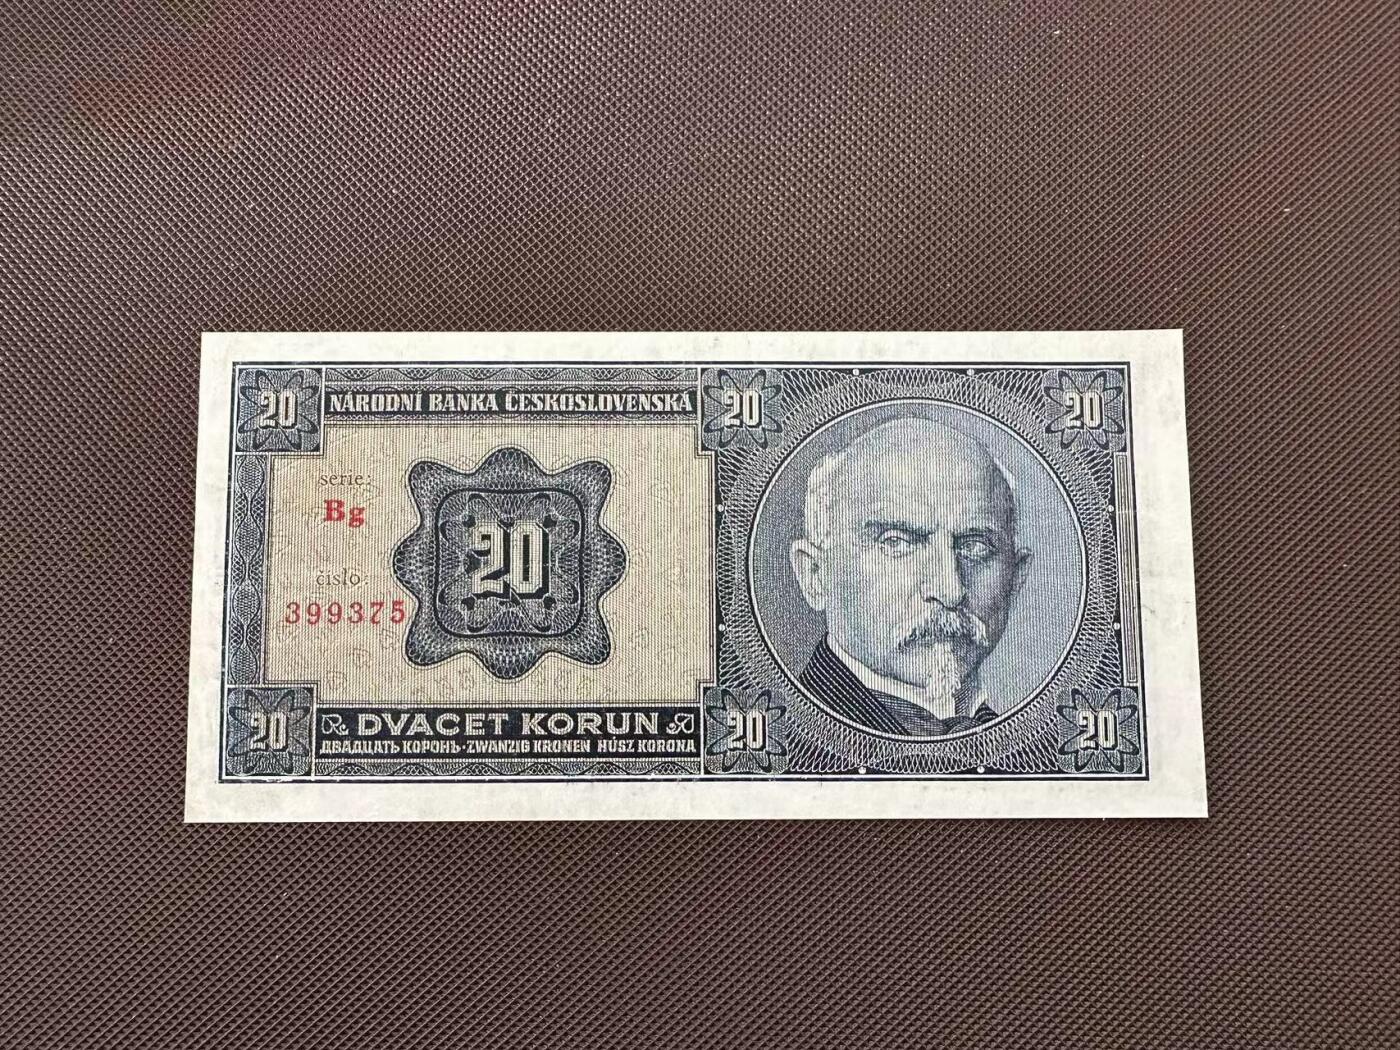 20 NÁRODNÍ BANKA ČESKOSLOVENSKÁ 20 20
serie:
Bg
20
číslo:
399375
20 DVACET KORUN 20 20
ДВАДЦАТЬ КОРОНЬ · ZWANZIG KRONEN HÚSZ KORONA